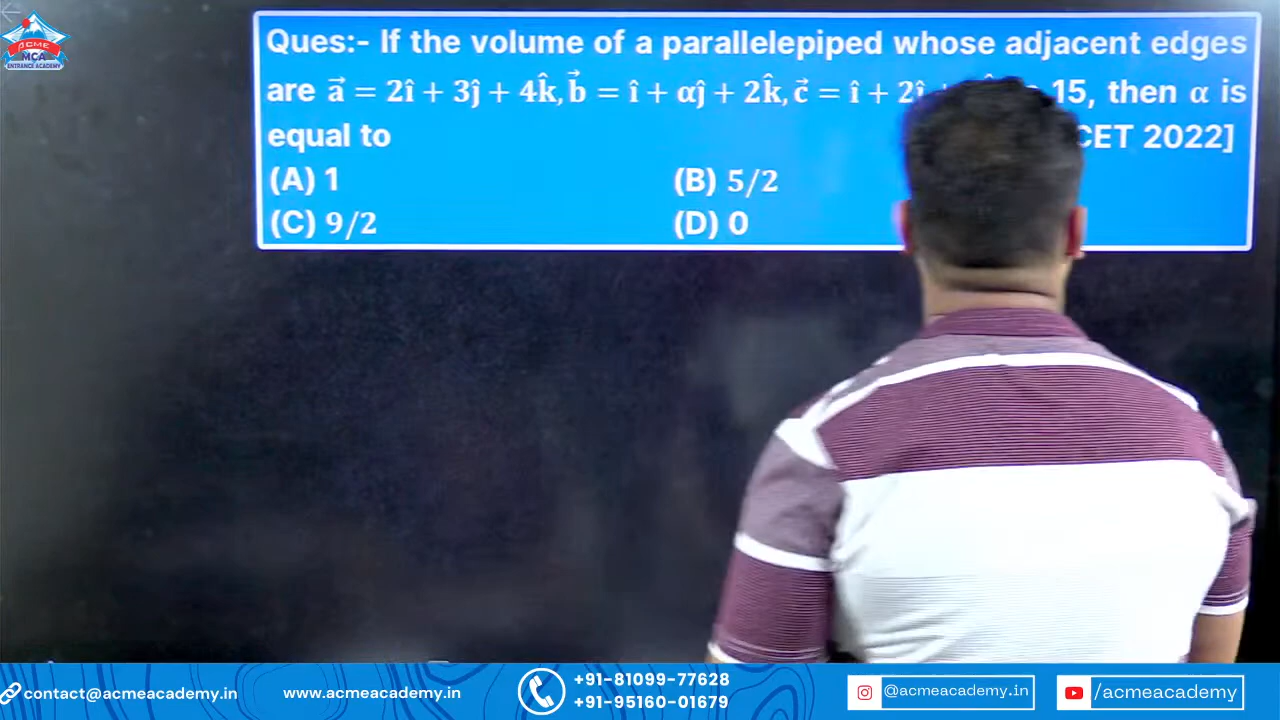 ACME
MCA
ENTRANCE ACADEMY
Ques:- If the volume of a parallelepiped whose adjacent edges
are a⃗ = 2î + 3ĵ + 4k̂, b⃗ = î + αĵ + 2k̂, c⃗ = î + 2ĵ 15, then α is
equal to CET 2022]
(A) 1 (B) 5/2
(C) 9/2 (D) 0
contact@acmeacademy.in www.acmeacademy.in +91-81099-77628 @acmeacademy.in /acmeacademy
+91-95160-01679